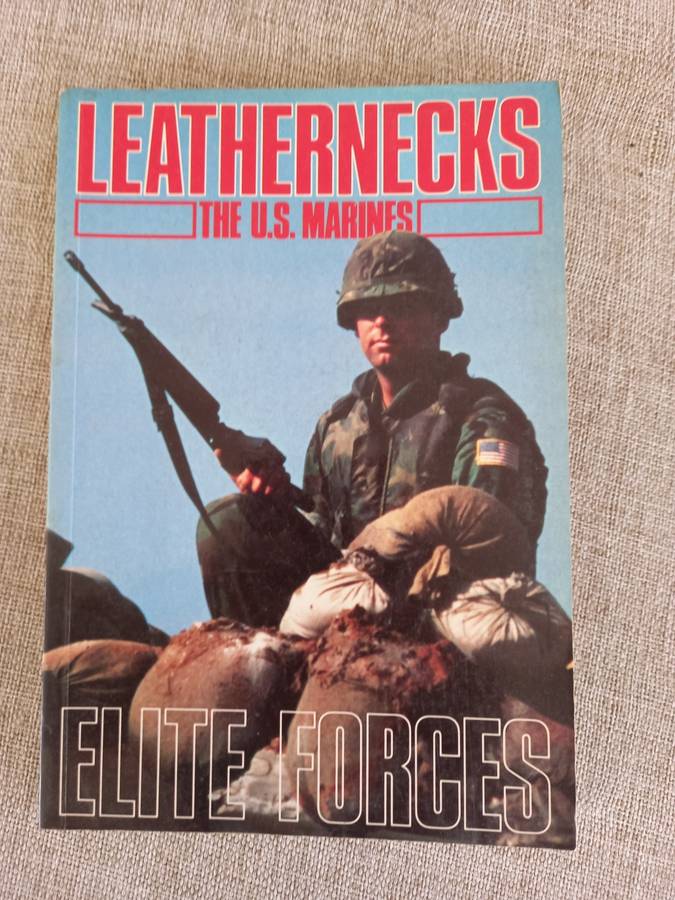 LEATHERNECKS
THE U.S. MARINES
ELITE FORCES